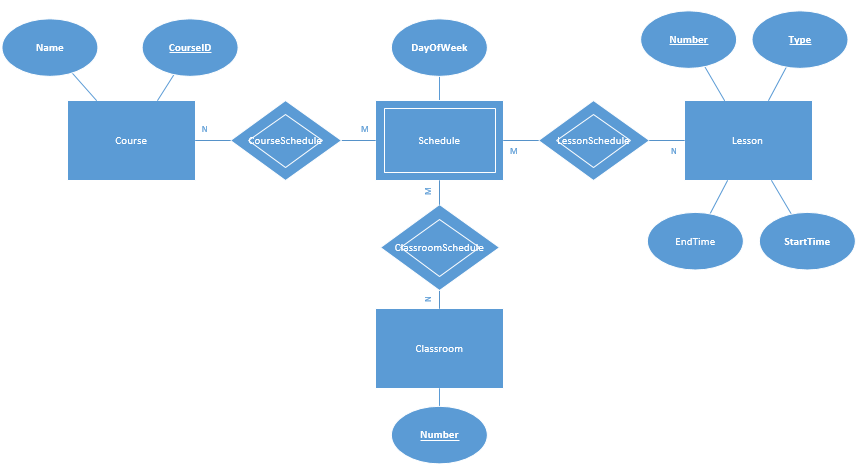 Name
CourseID
DayOfWeek
Number
Type
Course
N
CourseSchedule
M
Schedule
M
LessonSchedule
N
Lesson
M
ClassroomSchedule
EndTime
StartTime
N
Classroom
Number